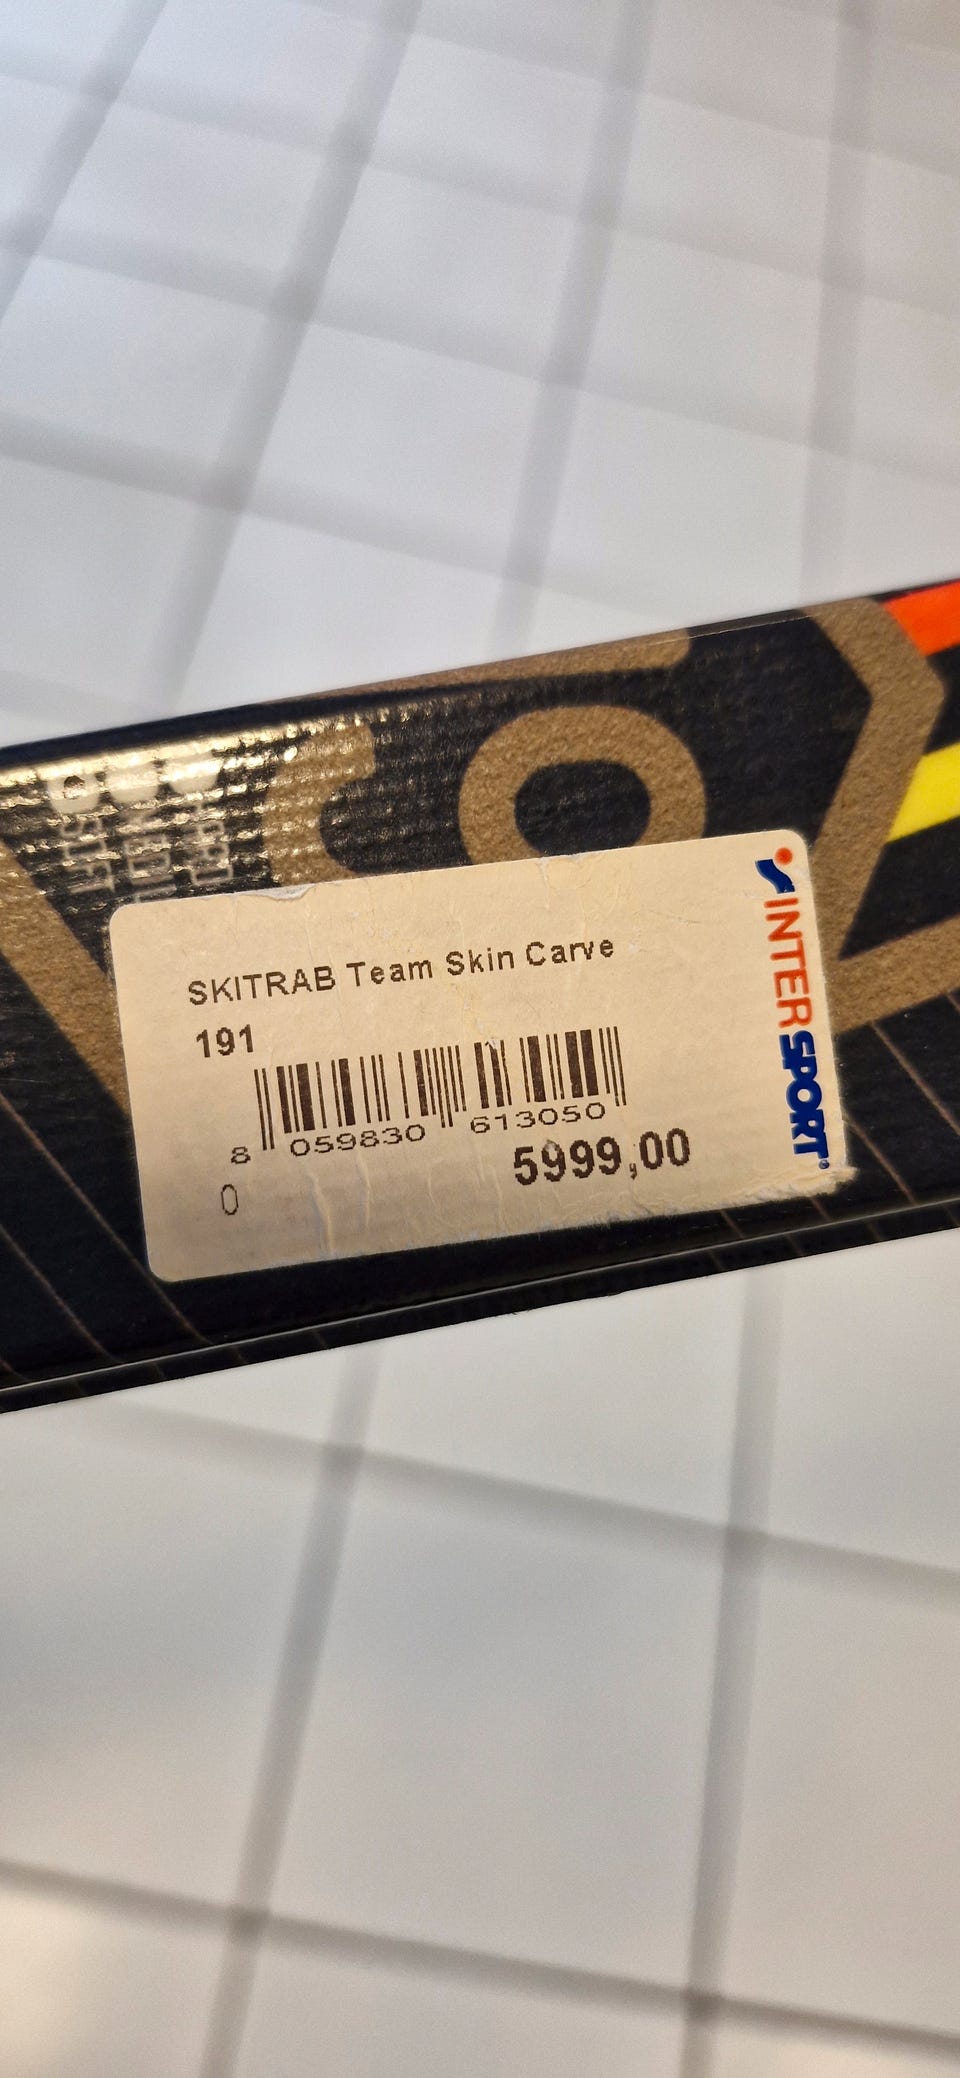 SKITRAB Team Skin Carve
191
8 059830 613050
5999,00
0
INTERSPORT®